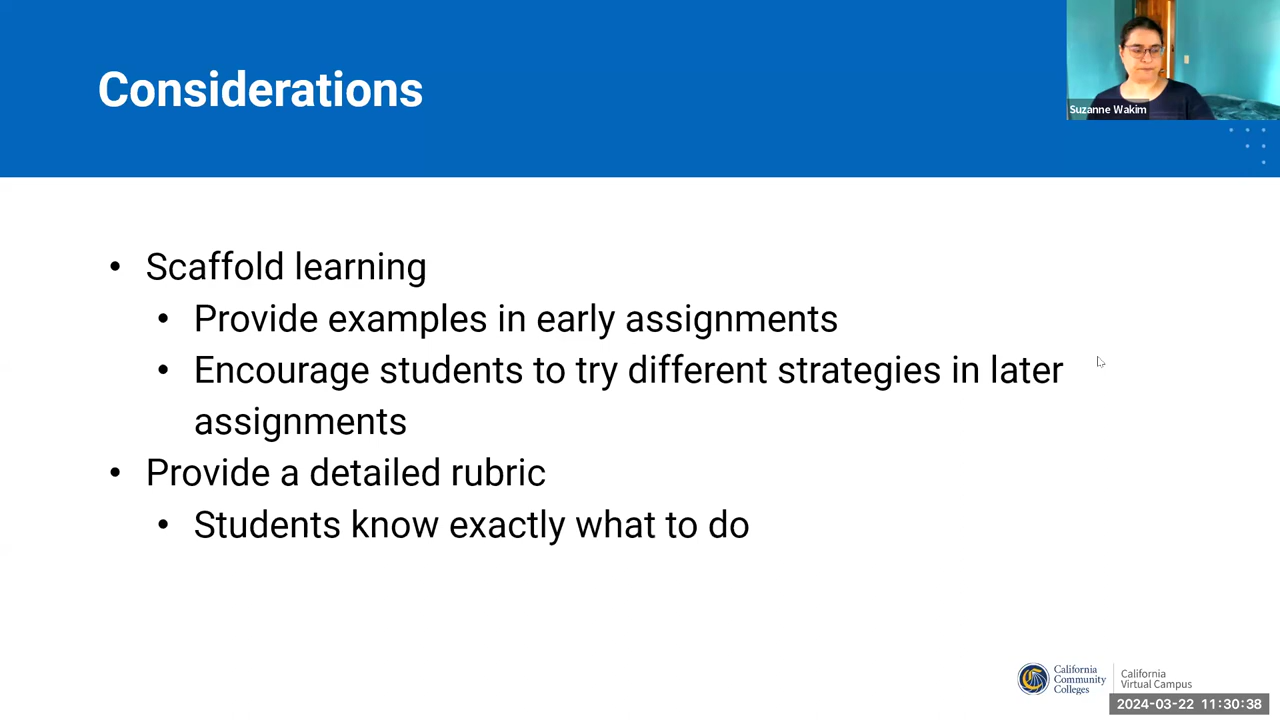 Considerations
Suzanne Wakim
• Scaffold learning
• Provide examples in early assignments
• Encourage students to try different strategies in later
assignments
• Provide a detailed rubric
• Students know exactly what to do
California
Community
Colleges
California
Virtual Campus
2024-03-22 11:30:38